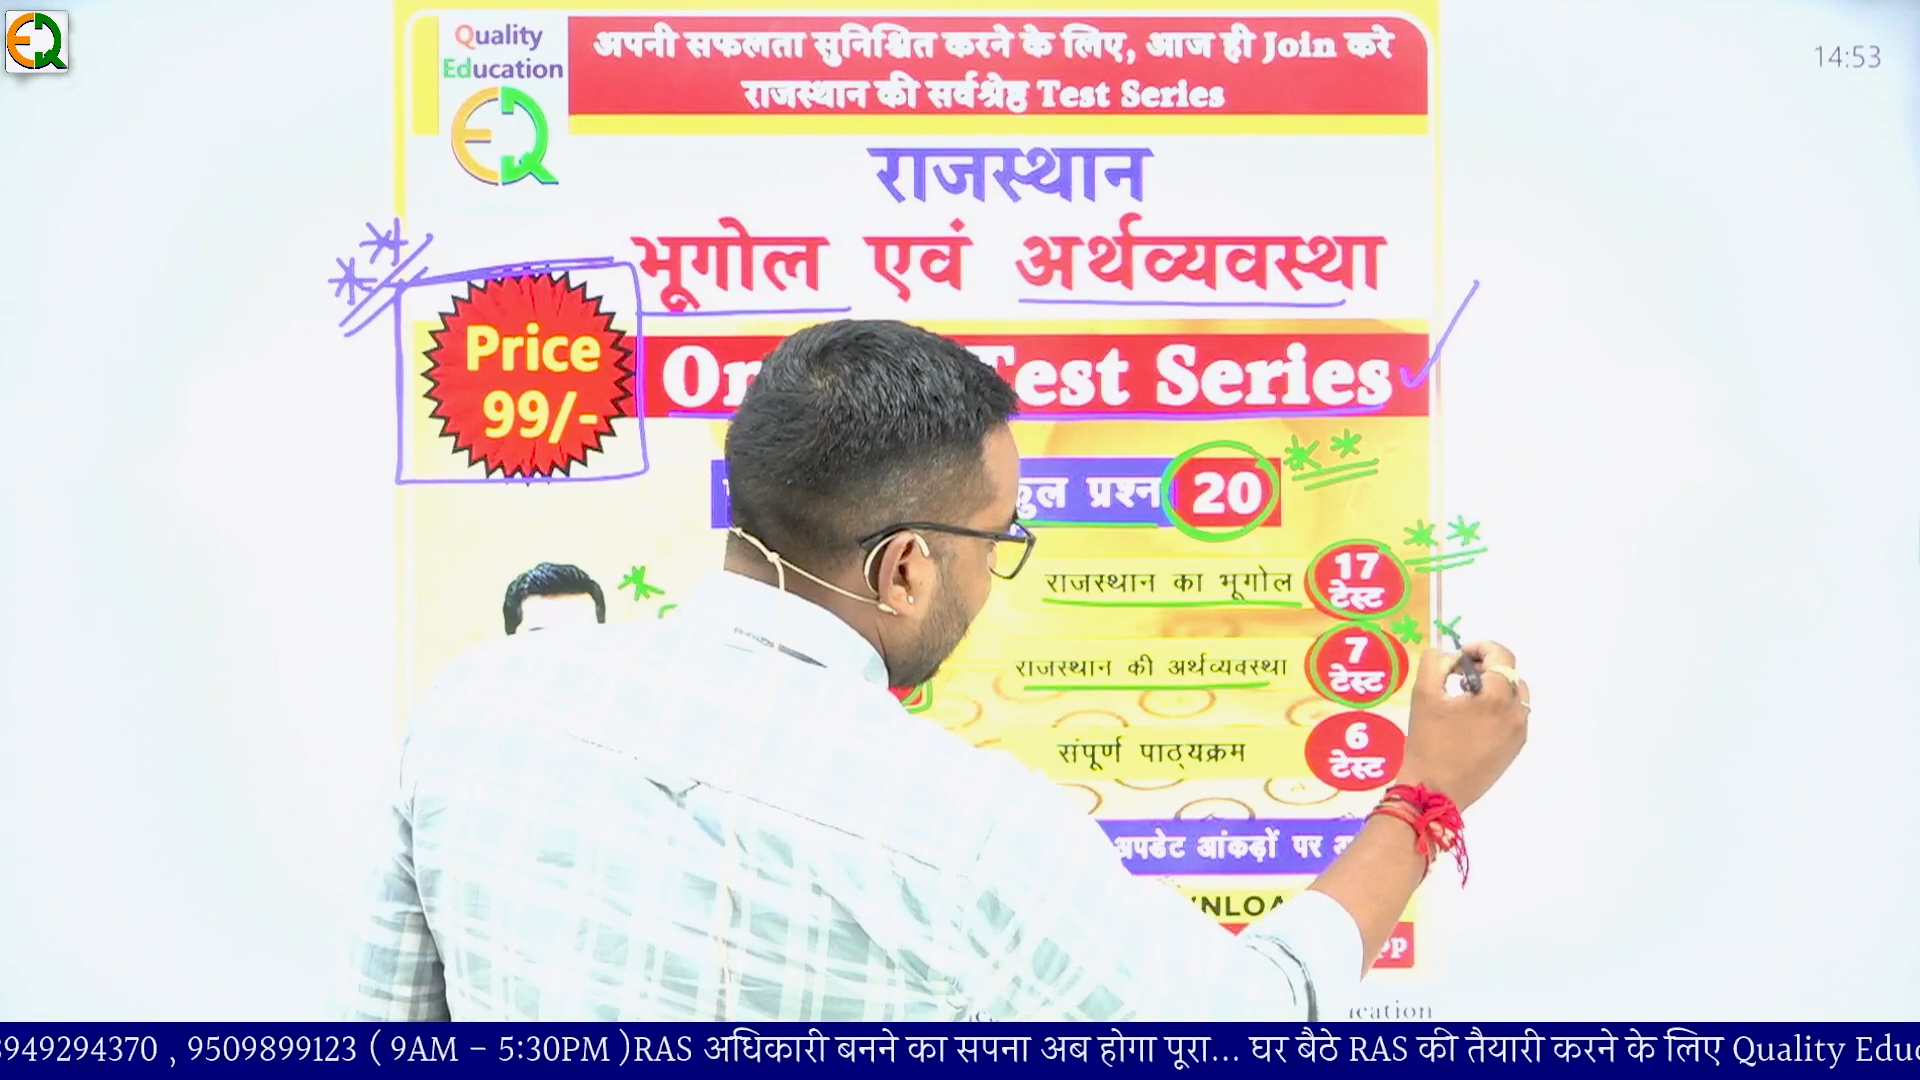 Quality
Education
अपनी सफलता सुनिश्चित करने के लिए, आज ही Join करे
राजस्थान की सर्वश्रेष्ठ Test Series
14:53
राजस्थान
भूगोल एवं अर्थव्यवस्था
Price
99/-
Test Series
कुल प्रश्न 20
राजस्थान का भूगोल 17 टेस्ट
राजस्थान की अर्थव्यवस्था 7 टेस्ट
संपूर्ण पाठ्यक्रम 6 टेस्ट
अपडेट आंकड़ों पर
949294370 , 9509899123 ( 9AM – 5:30PM )RAS अधिकारी बनने का सपना अब होगा पूरा... घर बैठे RAS की तैयारी करने के लिए Quality